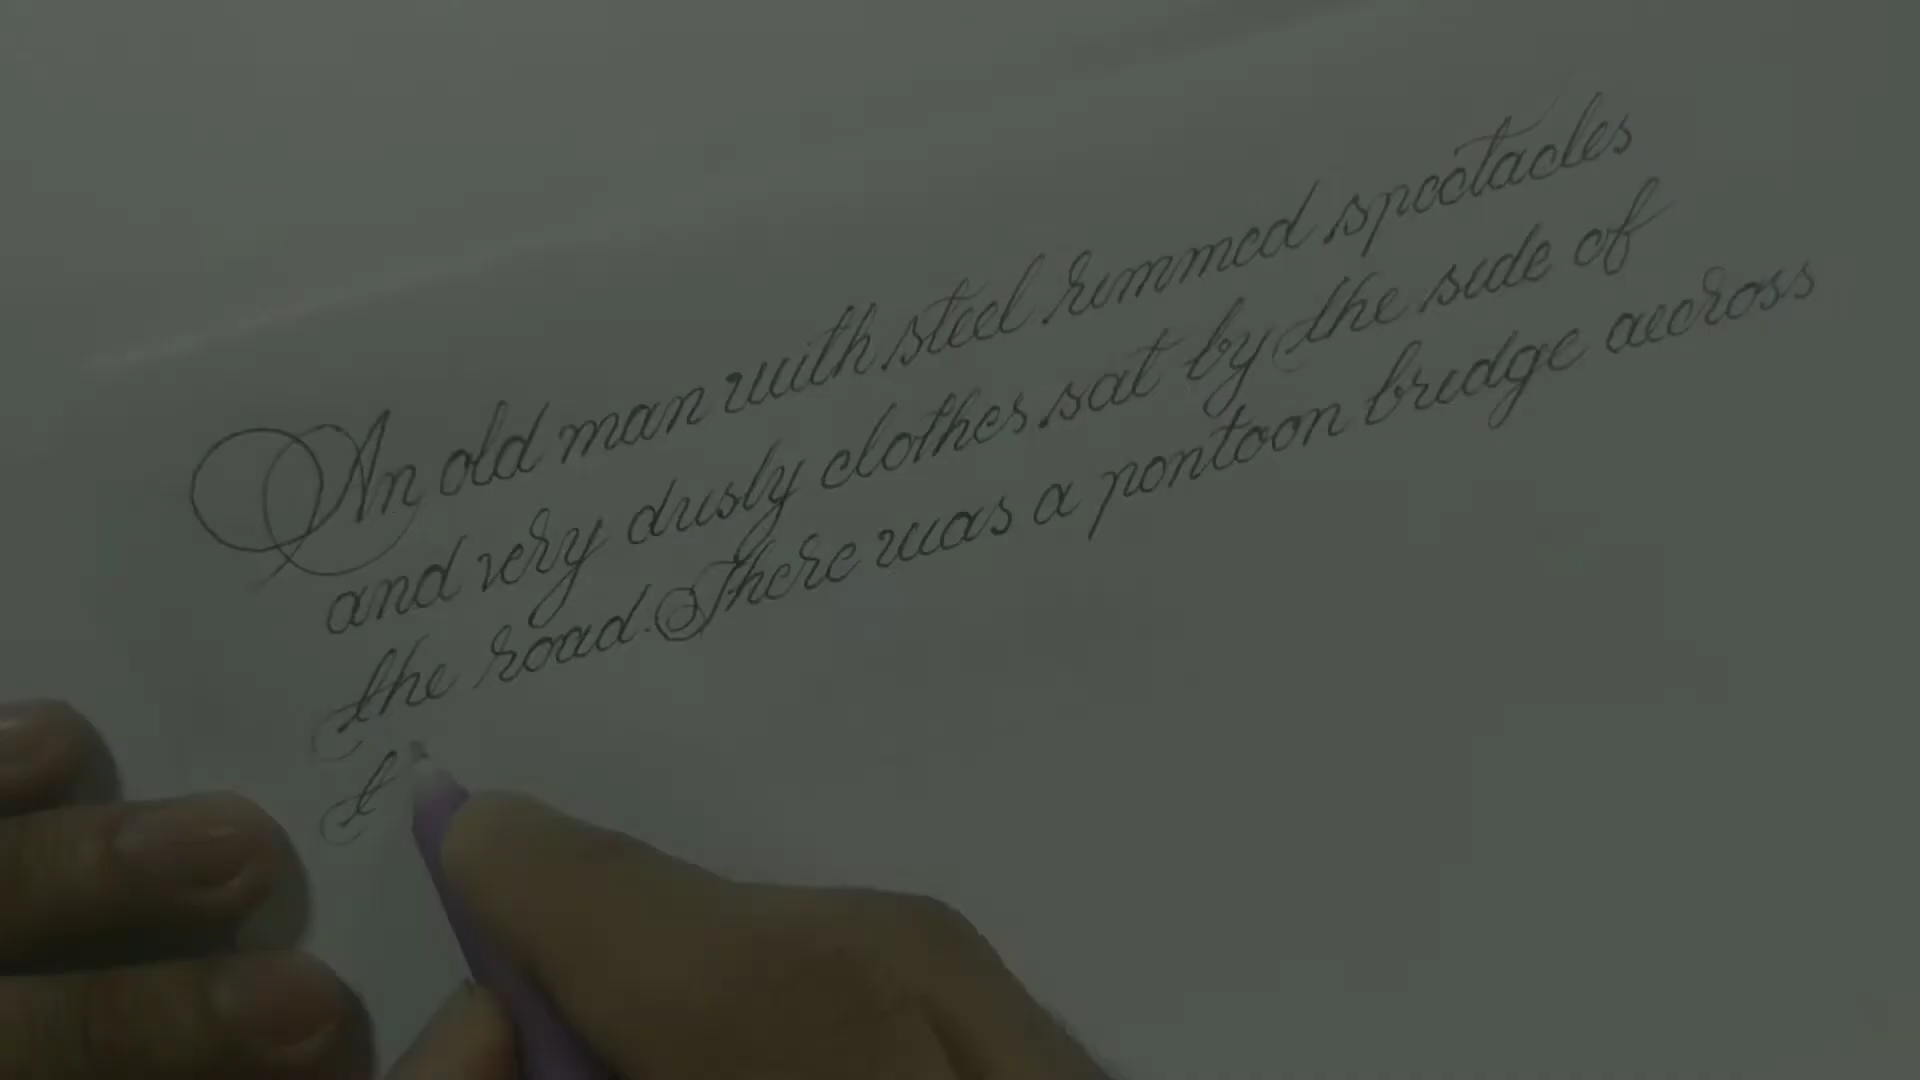 An old man with steel rimmed spectacles
and very dusty clothes sat by the side of
the road. There was a pontoon bridge across
t